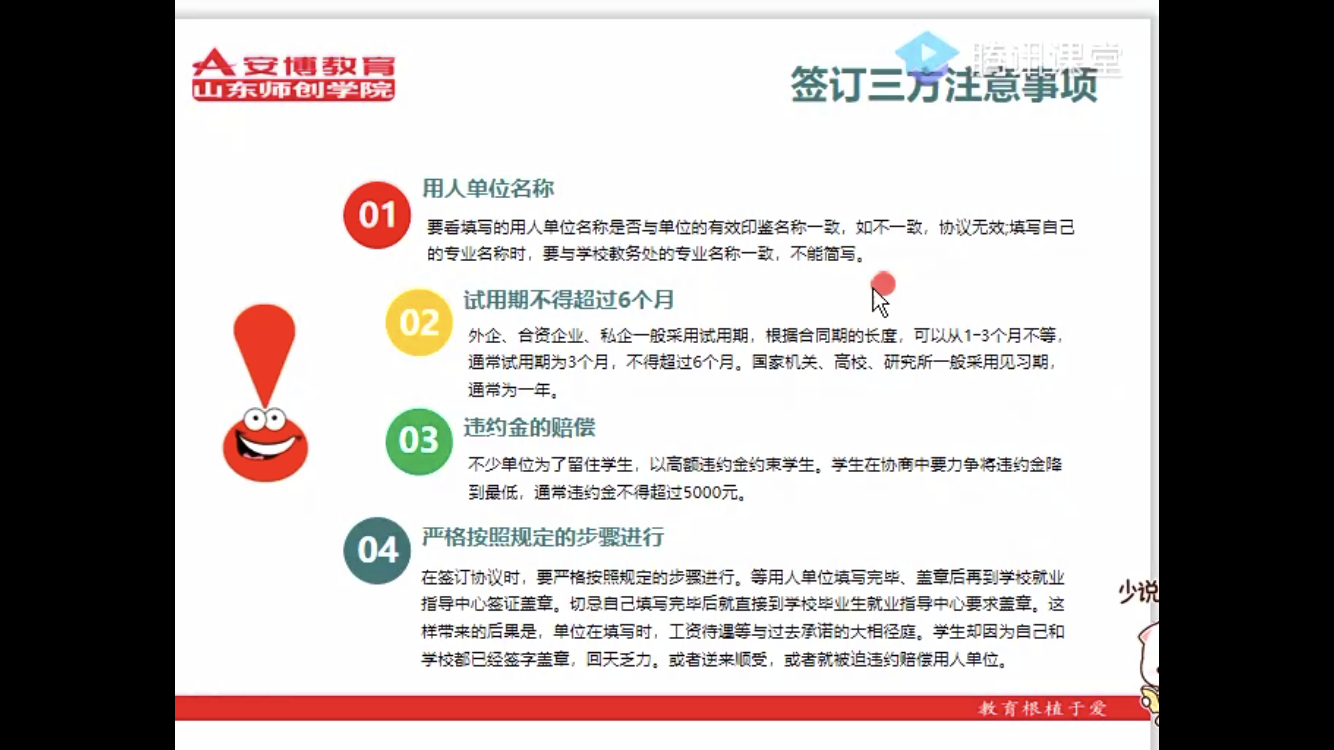 安博教育
山东师创学院
腾讯课堂
签订三方注意事项
01
用人单位名称
要看填写的用人单位名称是否与单位的有效印鉴名称一致，如不一致，协议无效;填写自己
的专业名称时，要与学校教务处的专业名称一致，不能简写。
02
试用期不得超过6个月
外企、合资企业、私企一般采用试用期，根据合同期的长度，可以从1-3个月不等，
通常试用期为3个月，不得超过6个月。国家机关、高校、研究所一般采用见习期，
通常为一年。
03
违约金的赔偿
不少单位为了留住学生，以高额违约金约束学生。学生在协商中要力争将违约金降
到最低，通常违约金不得超过5000元。
04
严格按照规定的步骤进行
在签订协议时，要严格按照规定的步骤进行。等用人单位填写完毕、盖章后再到学校就业
指导中心签证盖章。切忌自己填写完毕后就直接到学校毕业生就业指导中心要求盖章。这
样带来的后果是，单位在填写时，工资待遇等与过去承诺的大相径庭。学生却因为自己和
学校都已经签字盖章，回天乏力。或者送来顺受，或者就被迫违约赔偿用人单位。
少说
教育根植于爱